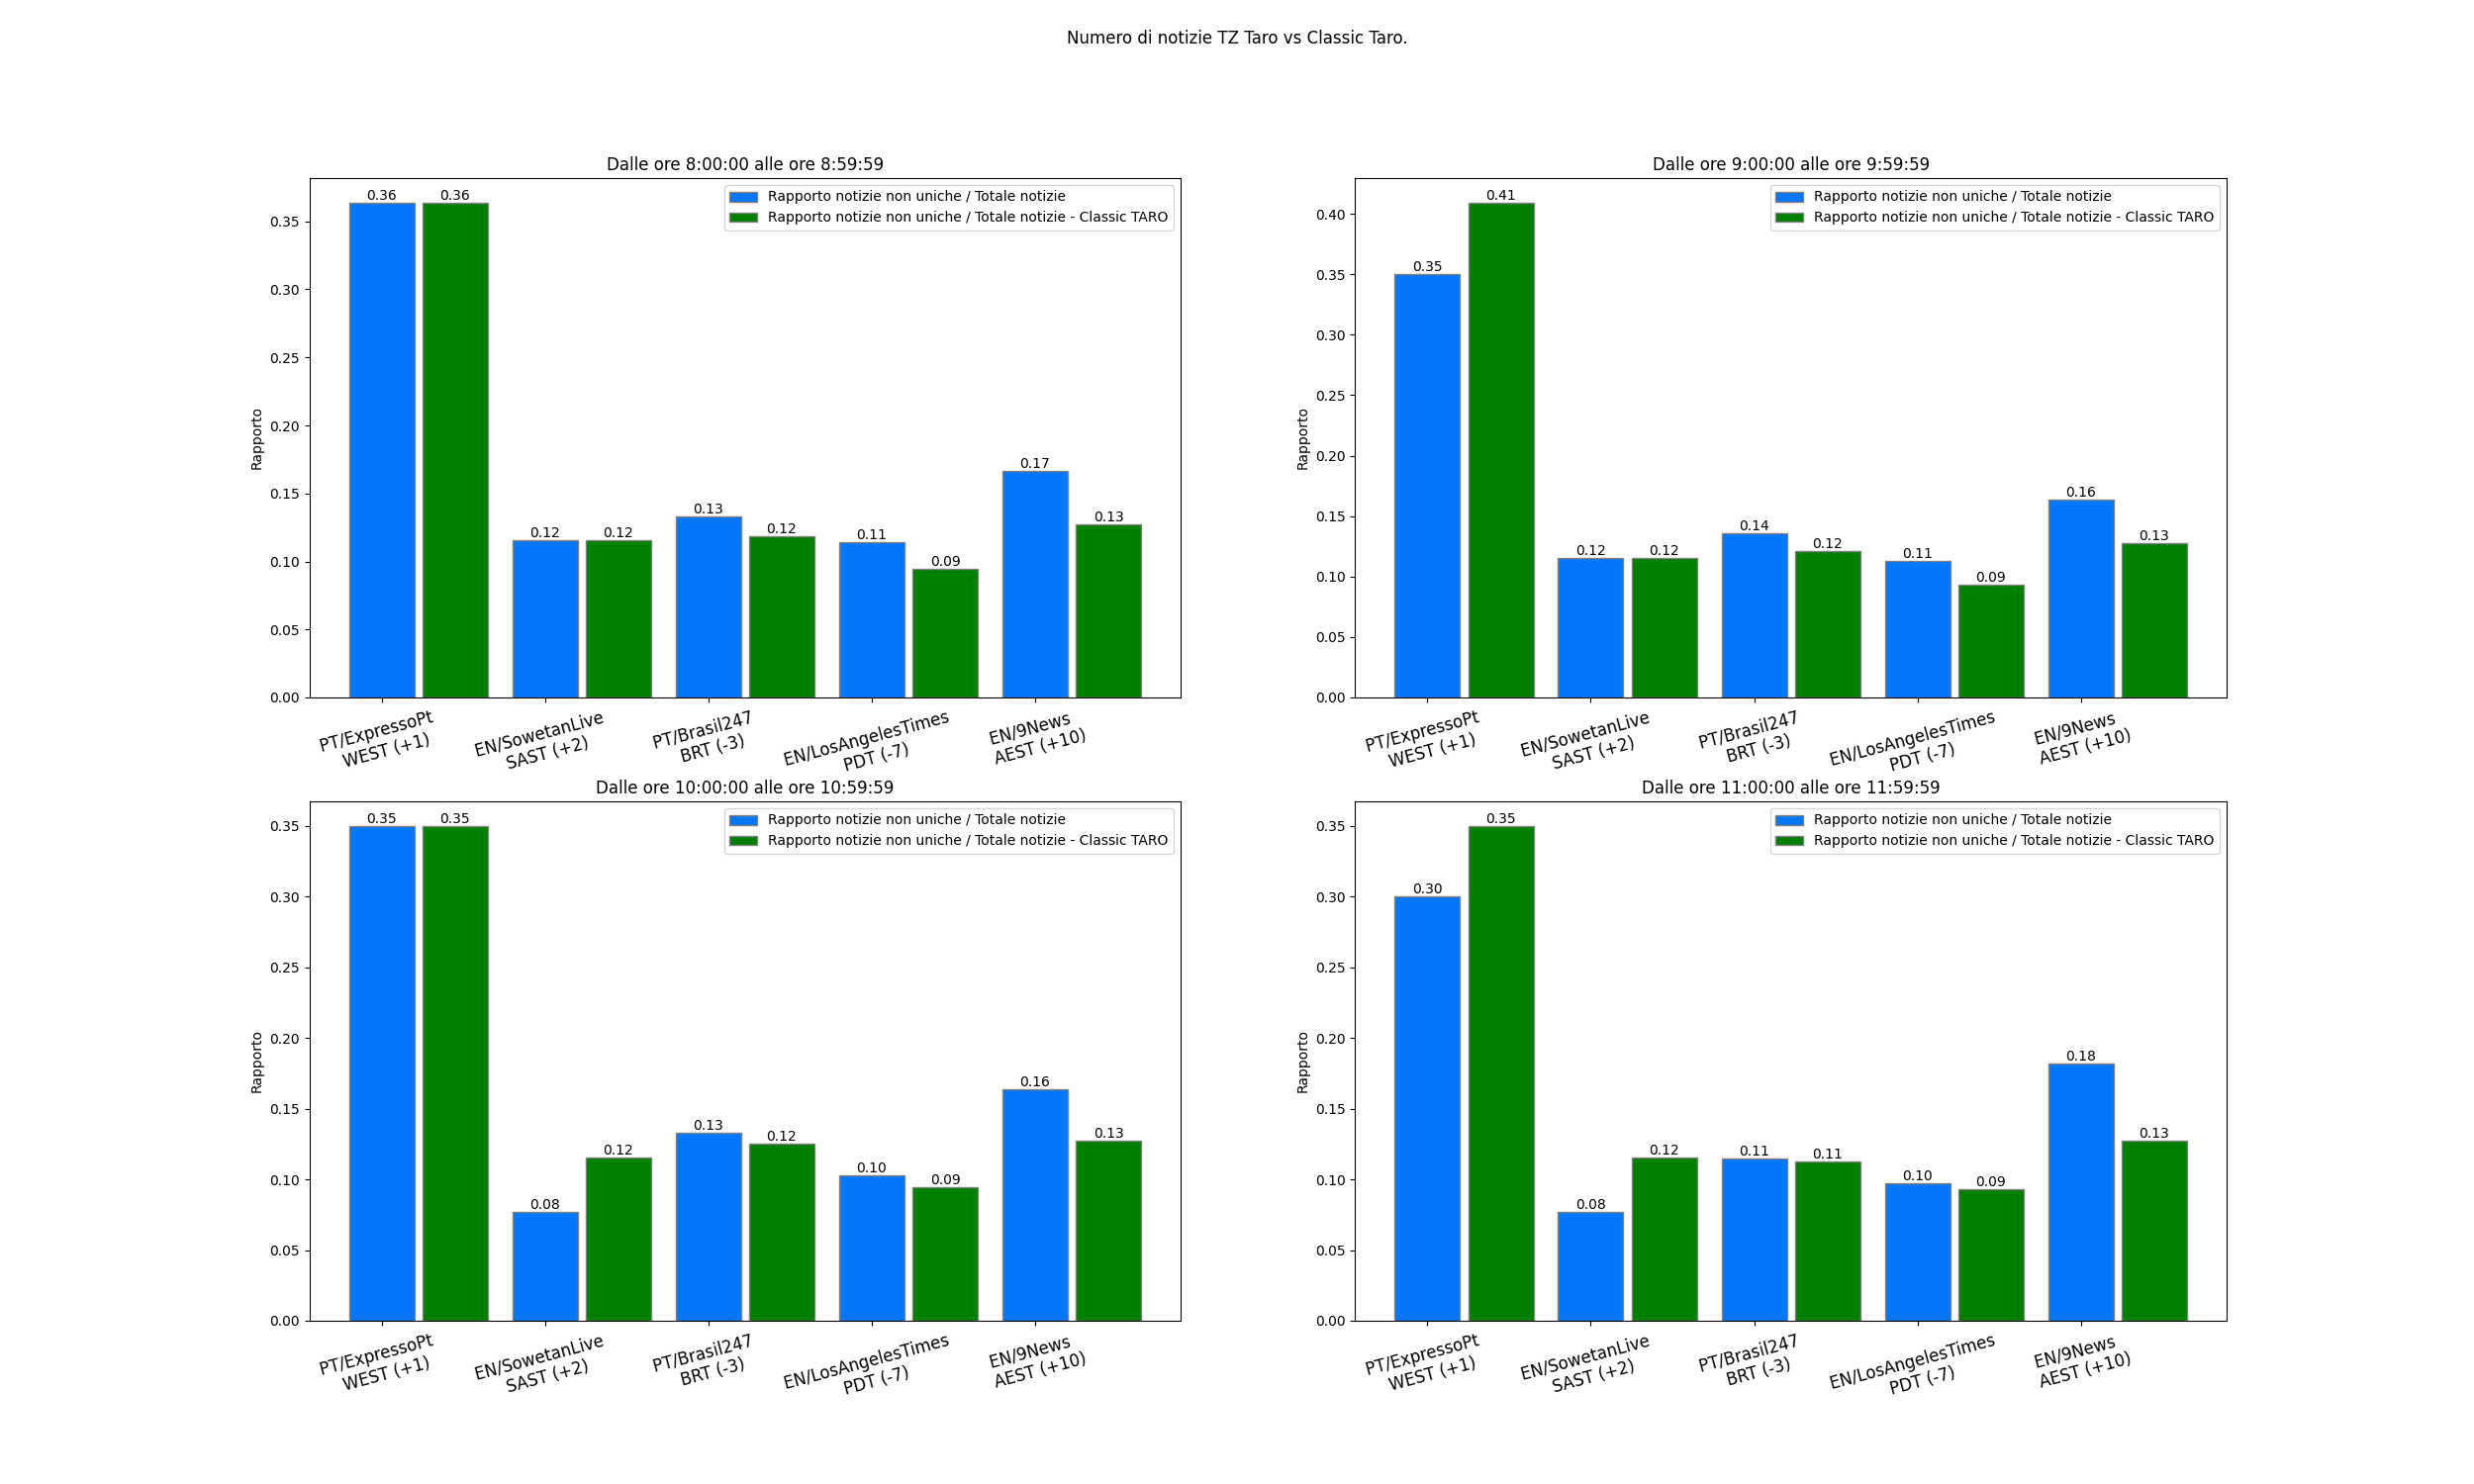 Numero di notizie TZ Taro vs Classic Taro.
Dalle ore 8:00:00 alle ore 8:59:59
Rapporto notizie non uniche / Totale notizie
Rapporto notizie non uniche / Totale notizie - Classic TARO
Rapporto
0.35
0.30
0.25
0.20
0.15
0.10
0.05
0.00
0.36
0.36
0.12
0.12
0.13
0.12
0.11
0.09
0.17
0.13
PT/ExpressoPt
WEST (+1)
EN/SowetanLive
SAST (+2)
PT/Brasil247
BRT (-3)
EN/LosAngelesTimes
PDT (-7)
EN/9News
AEST (+10)
Dalle ore 9:00:00 alle ore 9:59:59
Rapporto notizie non uniche / Totale notizie
Rapporto notizie non uniche / Totale notizie - Classic TARO
Rapporto
0.40
0.35
0.30
0.25
0.20
0.15
0.10
0.05
0.00
0.35
0.41
0.12
0.12
0.14
0.12
0.11
0.09
0.16
0.13
PT/ExpressoPt
WEST (+1)
EN/SowetanLive
SAST (+2)
PT/Brasil247
BRT (-3)
EN/LosAngelesTimes
PDT (-7)
EN/9News
AEST (+10)
Dalle ore 10:00:00 alle ore 10:59:59
Rapporto notizie non uniche / Totale notizie
Rapporto notizie non uniche / Totale notizie - Classic TARO
Rapporto
0.35
0.30
0.25
0.20
0.15
0.10
0.05
0.00
0.35
0.35
0.08
0.12
0.13
0.12
0.10
0.09
0.16
0.13
PT/ExpressoPt
WEST (+1)
EN/SowetanLive
SAST (+2)
PT/Brasil247
BRT (-3)
EN/LosAngelesTimes
PDT (-7)
EN/9News
AEST (+10)
Dalle ore 11:00:00 alle ore 11:59:59
Rapporto notizie non uniche / Totale notizie
Rapporto notizie non uniche / Totale notizie - Classic TARO
Rapporto
0.35
0.30
0.25
0.20
0.15
0.10
0.05
0.00
0.30
0.35
0.08
0.12
0.11
0.11
0.10
0.09
0.18
0.13
PT/ExpressoPt
WEST (+1)
EN/SowetanLive
SAST (+2)
PT/Brasil247
BRT (-3)
EN/LosAngelesTimes
PDT (-7)
EN/9News
AEST (+10)